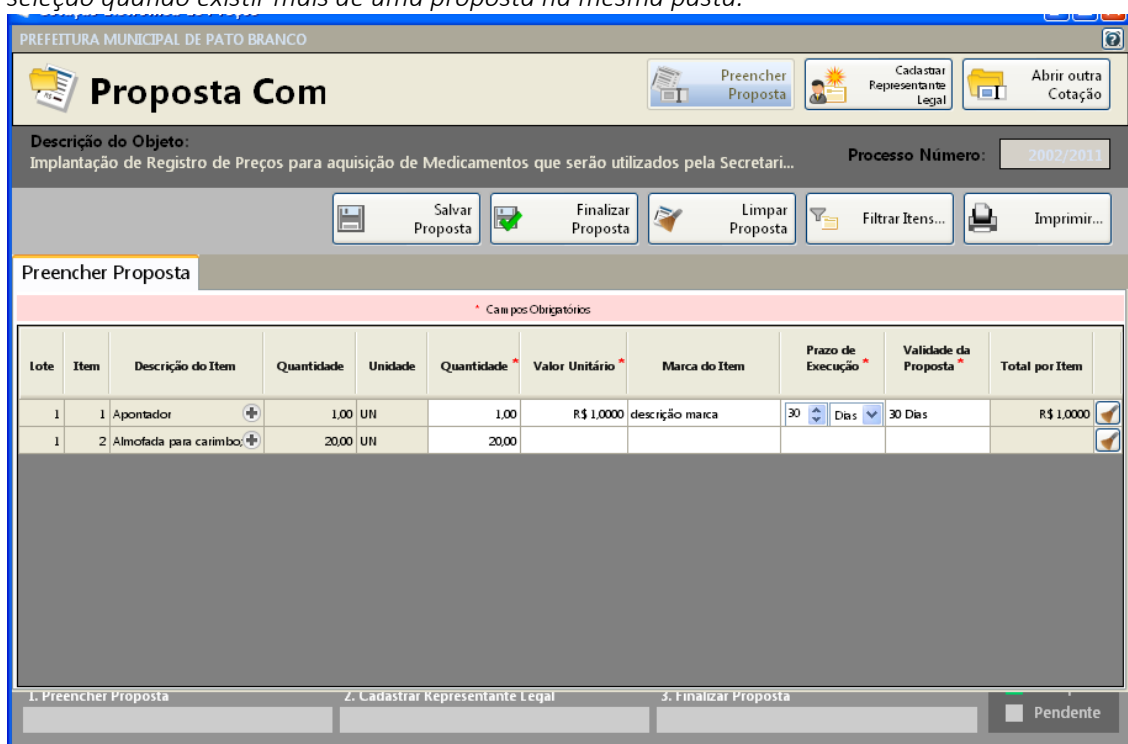 seleção quando existir mais de uma proposta na mesma pasta.
PREFEITURA MUNICIPAL DE PATO BRANCO
Proposta Com
Preencher
Proposta
Cadastrar
Representante
Legal
Abrir outra
Cotação
Descrição do Objeto:
Implantação de Registro de Preços para aquisição de Medicamentos que serão utilizados pela Secretari...
Processo Número:
2002/2011
Salvar
Proposta
Finalizar
Proposta
Limpar
Proposta
Filtrar Itens...
Imprimir...
Preencher Proposta
* Campos Obrigatórios
Lote Item Descrição do Item Quantidade Unidade Quantidade * Valor Unitário * Marca do Item Prazo de Execução * Validade da Proposta * Total por Item
1 1 Apontador 1,00 UN 1,00 R$ 1,0000 descrição marca 30 Dias 30 Dias R$ 1,0000
1 2 Almofada para carimbo; 20,00 UN 20,00
1. Preencher Proposta
2. Cadastrar Representante Legal
3. Finalizar Proposta
Pendente